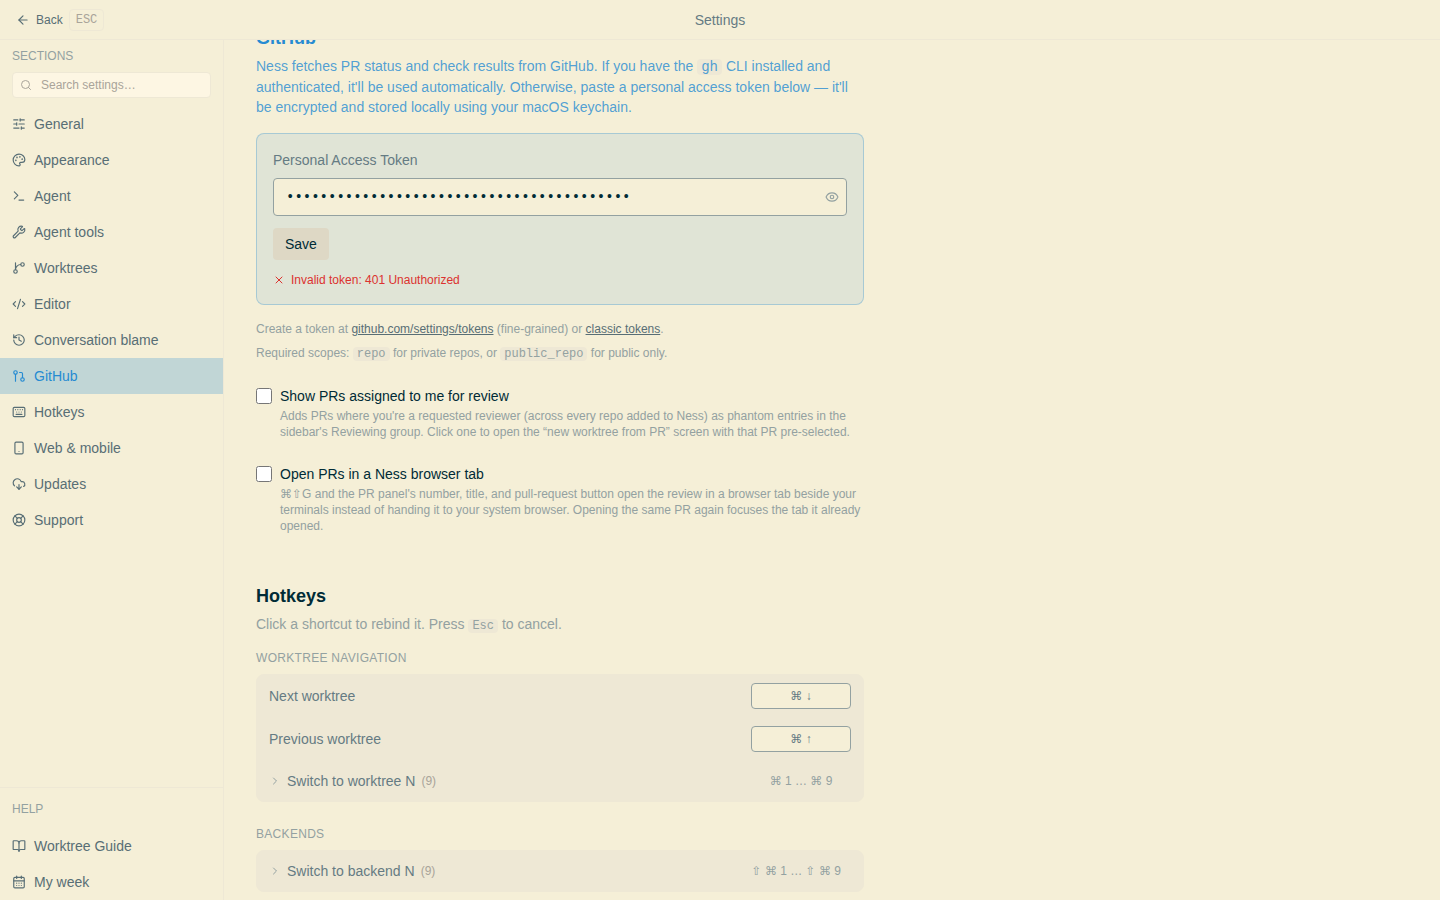 Back ESC
Settings
SECTIONS
Search settings…
General
Appearance
Agent
Agent tools
Worktrees
Editor
Conversation blame
GitHub
Hotkeys
Web & mobile
Updates
Support
HELP
Worktree Guide
My week
GitHub
Ness fetches PR status and check results from GitHub. If you have the gh CLI installed and
authenticated, it'll be used automatically. Otherwise, paste a personal access token below — it'll
be encrypted and stored locally using your macOS keychain.
Personal Access Token
•••••••••••••••••••••••••••••••••••••••••
Save
Invalid token: 401 Unauthorized
Create a token at github.com/settings/tokens (fine-grained) or classic tokens.
Required scopes: repo for private repos, or public_repo for public only.
Show PRs assigned to me for review
Adds PRs where you're a requested reviewer (across every repo added to Ness) as phantom entries in the
sidebar's Reviewing group. Click one to open the “new worktree from PR” screen with that PR pre-selected.
Open PRs in a Ness browser tab
⌘⇧G and the PR panel's number, title, and pull-request button open the review in a browser tab beside your
terminals instead of handing it to your system browser. Opening the same PR again focuses the tab it already
opened.
Hotkeys
Click a shortcut to rebind it. Press Esc to cancel.
WORKTREE NAVIGATION
Next worktree ⌘ ↓
Previous worktree ⌘ ↑
Switch to worktree N (9) ⌘ 1 … ⌘ 9
BACKENDS
Switch to backend N (9) ⇧ ⌘ 1 … ⇧ ⌘ 9